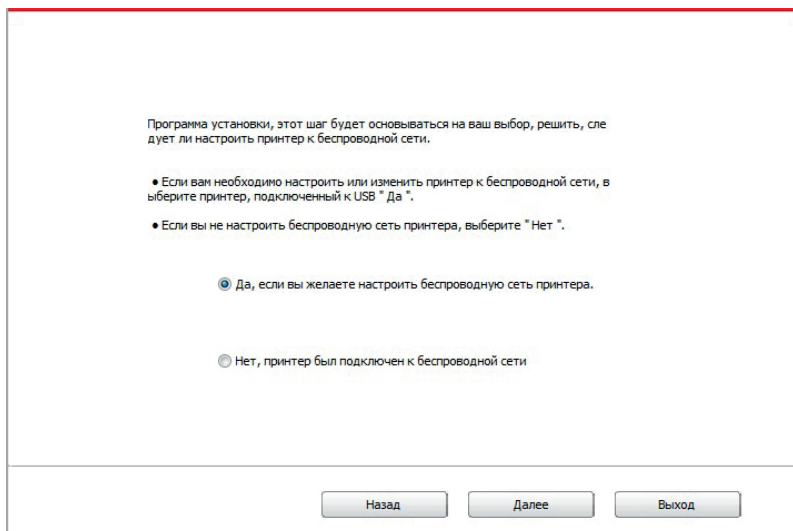 Программа установки, этот шаг будет основываться на ваш выбор, решить, сле
дует ли настроить принтер к беспроводной сети.
● Если вам необходимо настроить или изменить принтер к беспроводной сети, в
ыберите принтер, подключенный к USB " Да ".
● Если вы не настроить беспроводную сеть принтера, выберите " Нет ".
Да, если вы желаете настроить беспроводную сеть принтера.
Нет, принтер был подключен к беспроводной сети
Назад Далее Выход